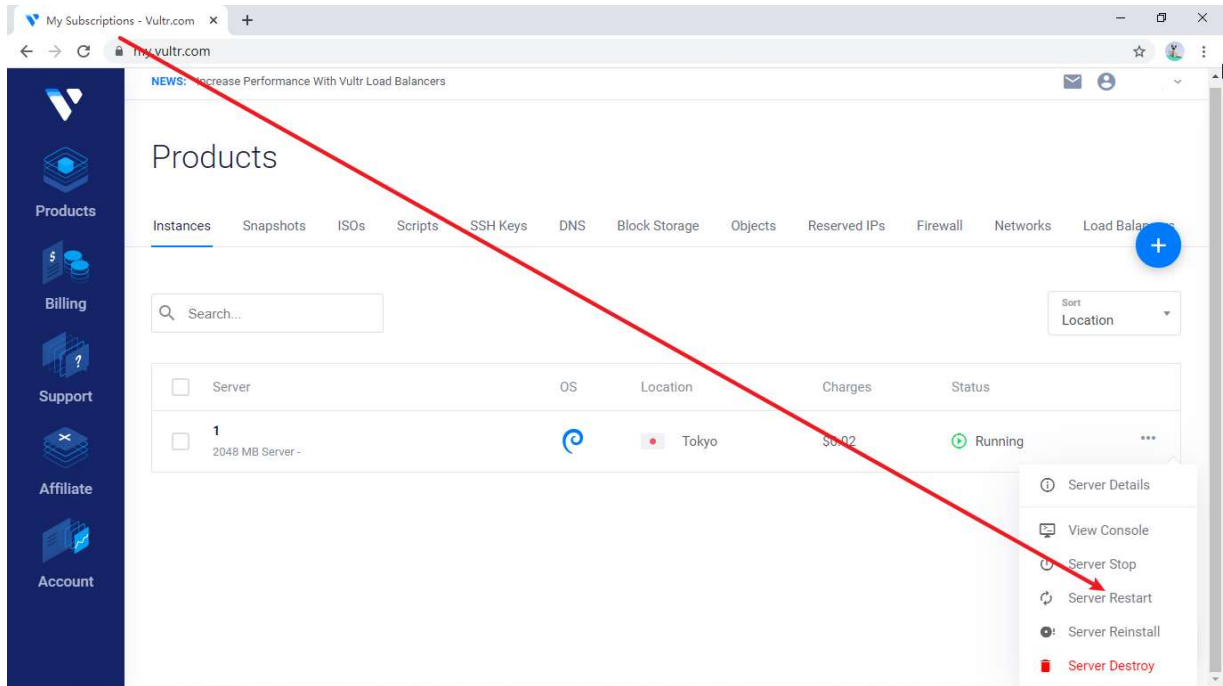 My Subscriptions - Vultr.com
my.vultr.com
NEWS: Increase Performance With Vultr Load Balancers
Products
Products
Instances Snapshots ISOs Scripts SSH Keys DNS Block Storage Objects Reserved IPs Firewall Networks Load Balancers
Billing
Search...
Sort
Location
Support
Server OS Location Charges Status
1
2048 MB Server -
Tokyo $0.02 Running
Affiliate
Server Details
View Console
Server Stop
Account
Server Restart
Server Reinstall
Server Destroy